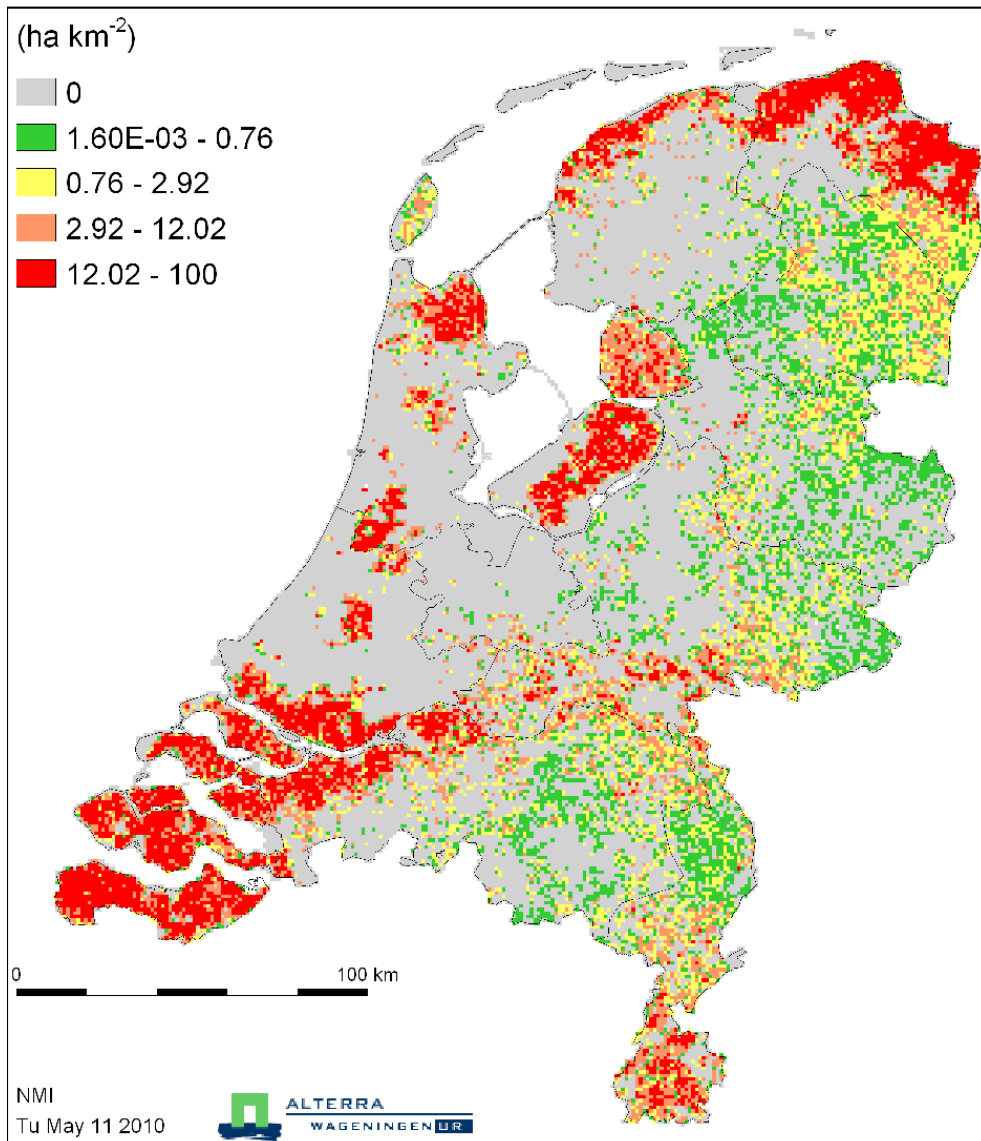 (ha km-2)
0
1.60E-03 - 0.76
0.76 - 2.92
2.92 - 12.02
12.02 - 100
0 100 km
NMI
Tu May 11 2010
ALTERRA
WAGENINGEN UR